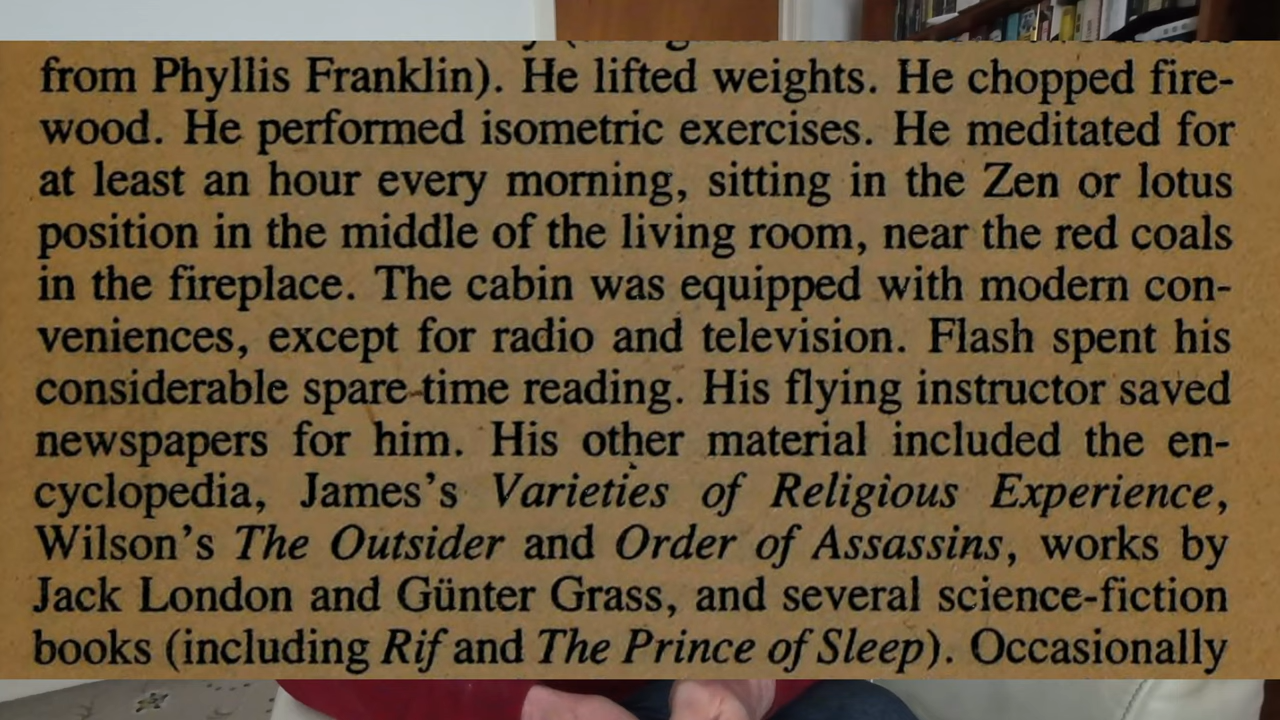 from Phyllis Franklin). He lifted weights. He chopped fire-
wood. He performed isometric exercises. He meditated for
at least an hour every morning, sitting in the Zen or lotus
position in the middle of the living room, near the red coals
in the fireplace. The cabin was equipped with modern con-
veniences, except for radio and television. Flash spent his
considerable spare time reading. His flying instructor saved
newspapers for him. His other material included the en-
cyclopedia, James's Varieties of Religious Experience,
Wilson's The Outsider and Order of Assassins, works by
Jack London and Günter Grass, and several science-fiction
books (including Rif and The Prince of Sleep). Occasionally